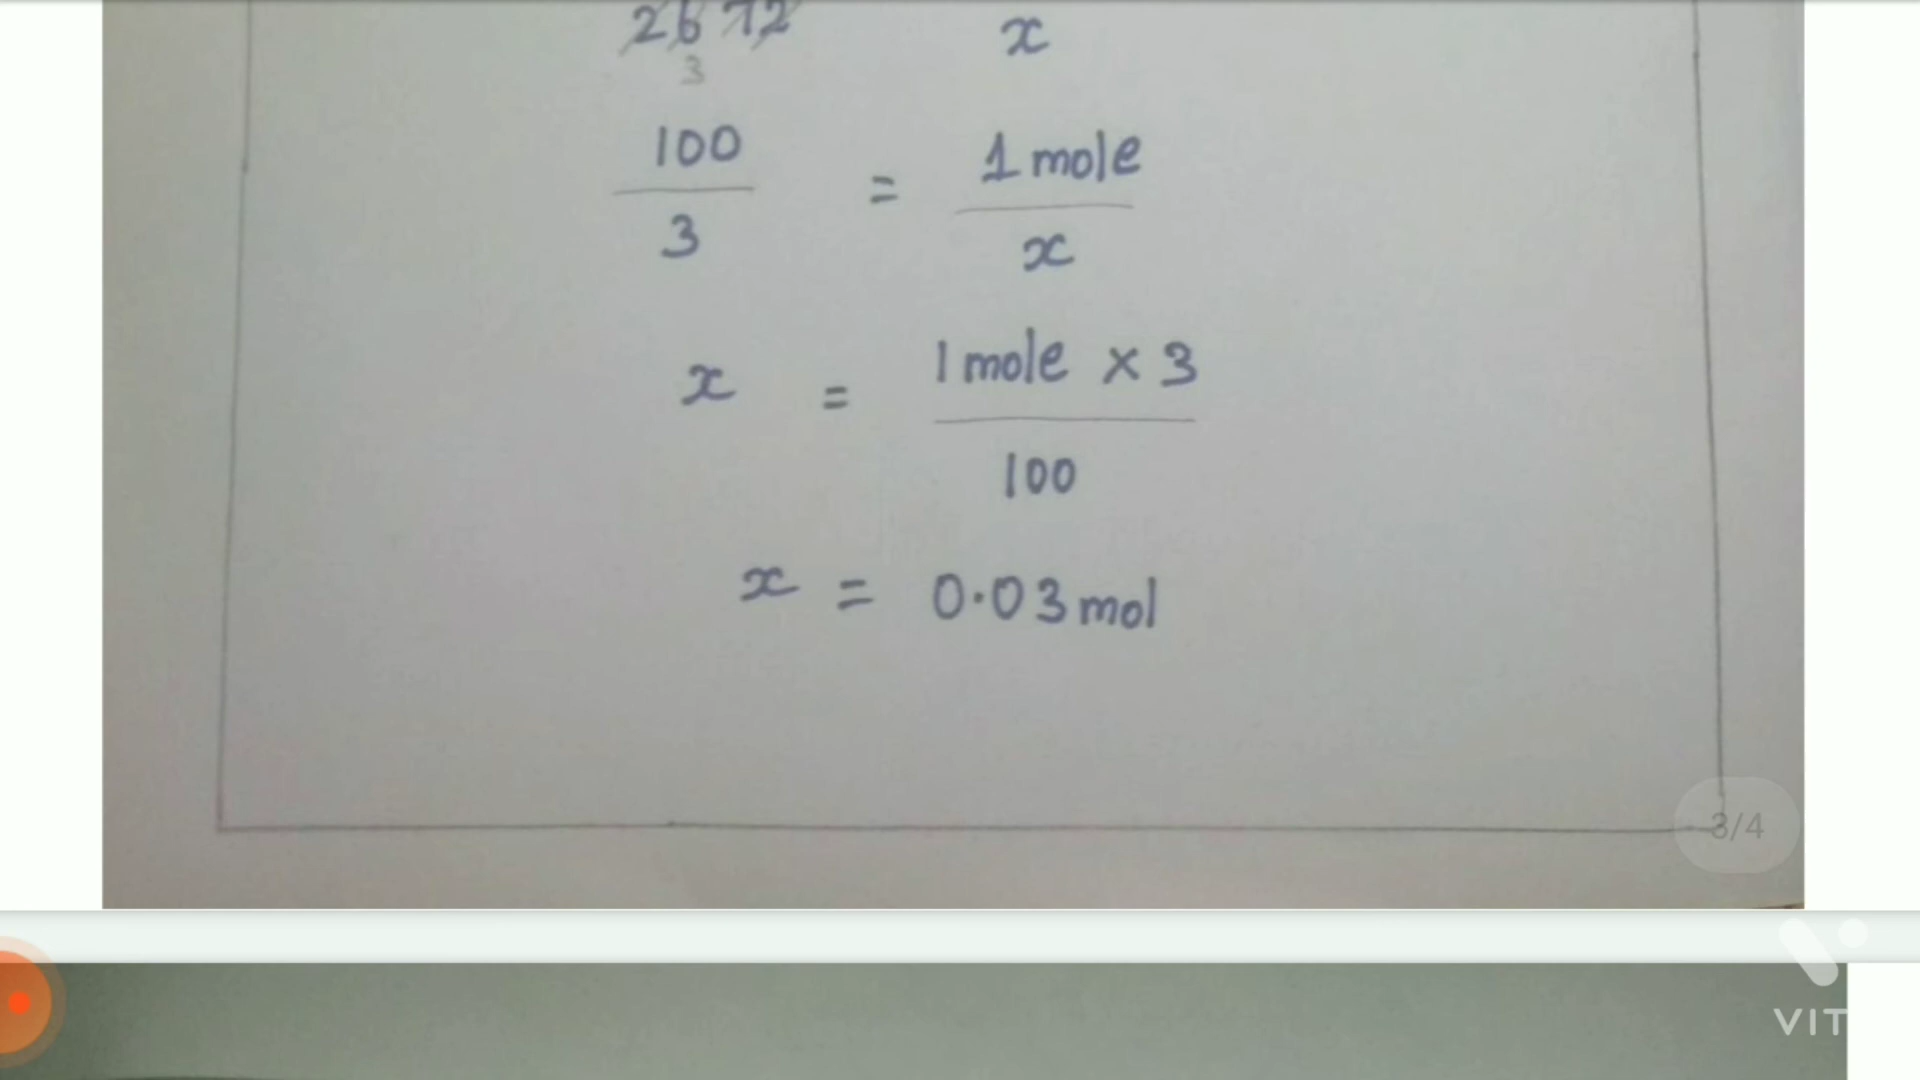 2672 x
3
100 = 1 mole
3 x
x = 1 mole × 3
100
x = 0.03 mol
3/4
VIT